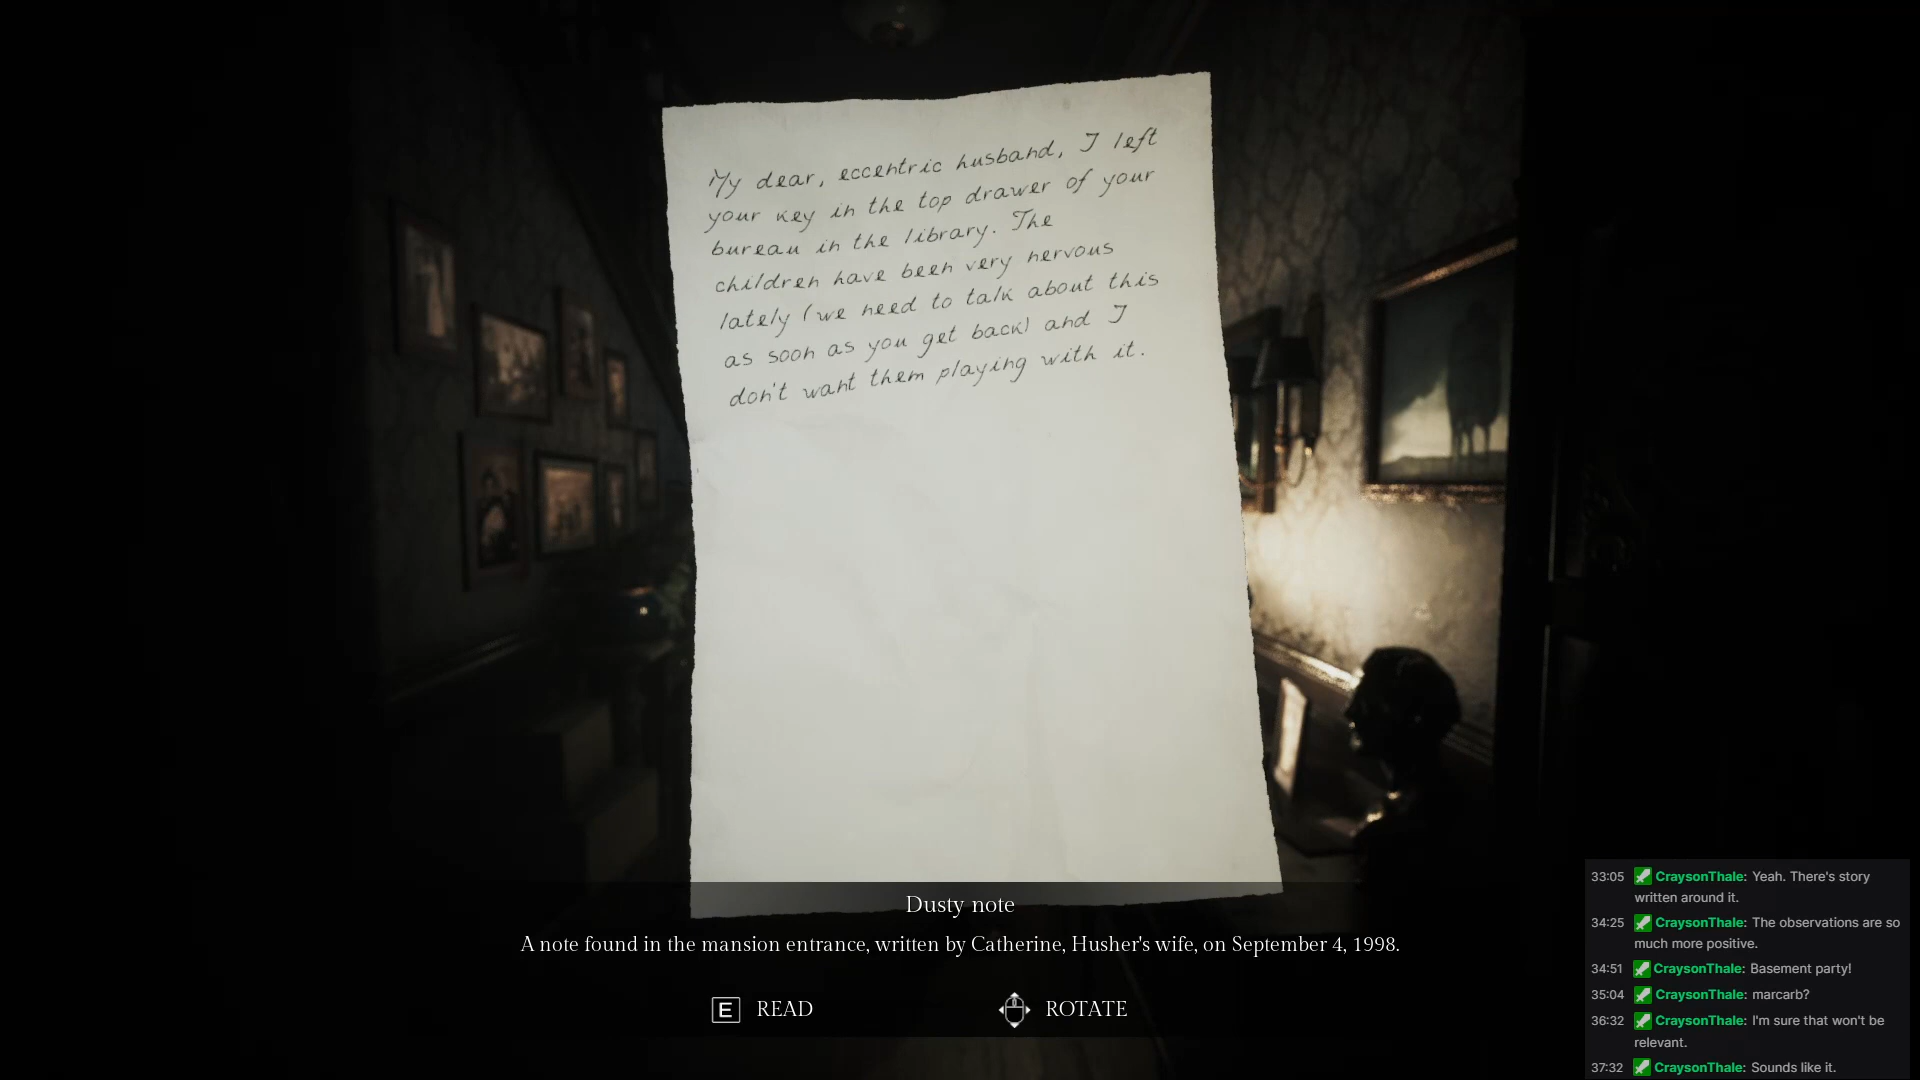 My dear, eccentric husband, I left
your key in the top drawer of your
bureau in the library. The
children have been very nervous
lately (we need to talk about this
as soon as you get back) and I
don't want them playing with it.
Dusty note
A note found in the mansion entrance, written by Catherine, Husher's wife, on September 4, 1998.
E READ ROTATE
33:05 CraysonThale: Yeah. There's story
written around it.
34:25 CraysonThale: The observations are so
much more positive.
34:51 CraysonThale: Basement party!
35:04 CraysonThale: marcarb?
36:32 CraysonThale: I'm sure that won't be
relevant.
37:32 CraysonThale: Sounds like it.